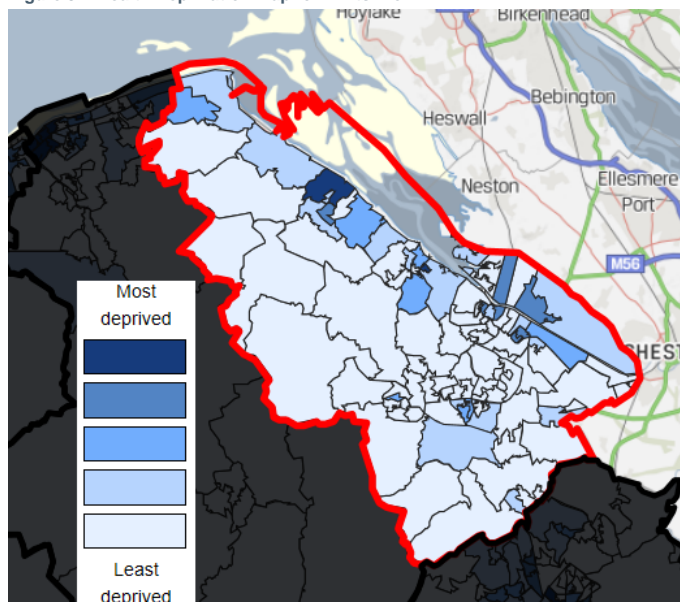 Hoylake
Birkenhead
Bebington
Heswall
Neston
Ellesmere
Port
M56
CHEST
Most
deprived
Least
deprived